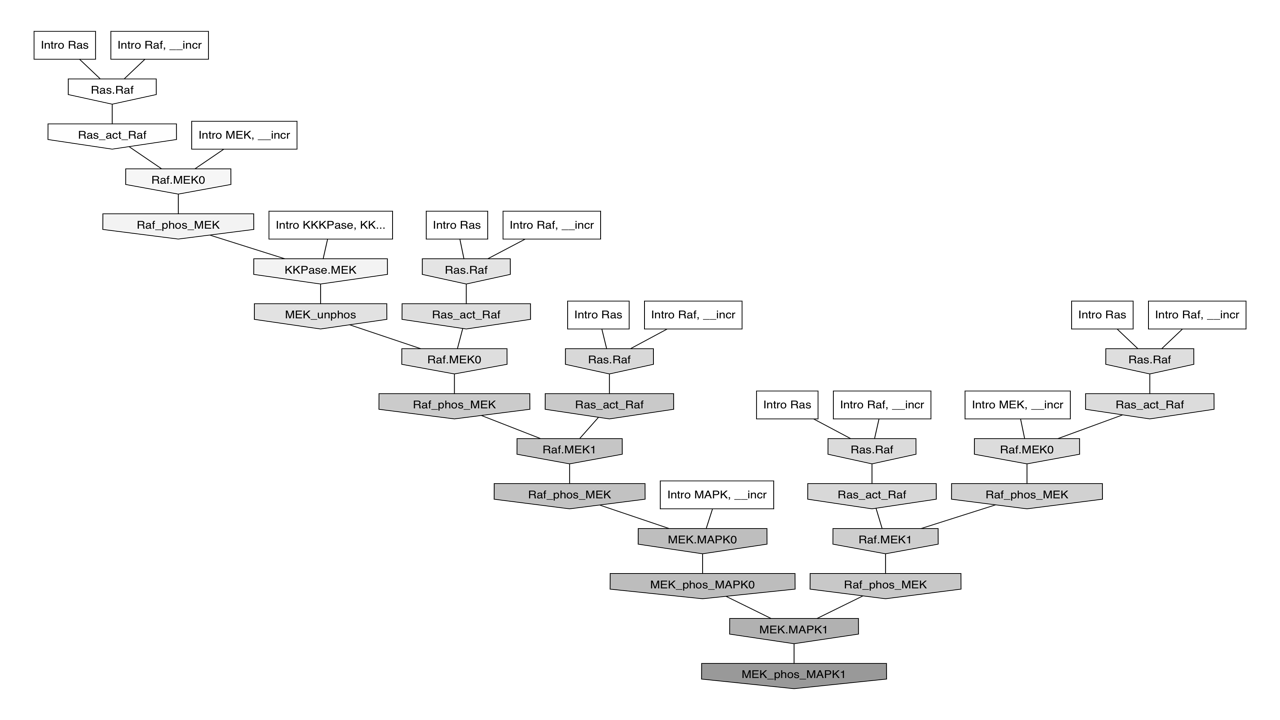 Intro Ras
Intro Raf, __incr
Ras.Raf
Ras_act_Raf
Intro MEK, __incr
Raf.MEK0
Raf_phos_MEK
Intro KKKPase, KK...
Intro Ras
Intro Raf, __incr
KKPase.MEK
Ras.Raf
MEK_unphos
Ras_act_Raf
Intro Ras
Intro Raf, __incr
Intro Ras
Intro Raf, __incr
Raf.MEK0
Ras.Raf
Ras.Raf
Raf_phos_MEK
Ras_act_Raf
Intro Ras
Intro Raf, __incr
Intro MEK, __incr
Ras_act_Raf
Raf.MEK1
Ras.Raf
Raf.MEK0
Raf_phos_MEK
Intro MAPK, __incr
Ras_act_Raf
Raf_phos_MEK
MEK.MAPK0
Raf.MEK1
MEK_phos_MAPK0
Raf_phos_MEK
MEK.MAPK1
MEK_phos_MAPK1